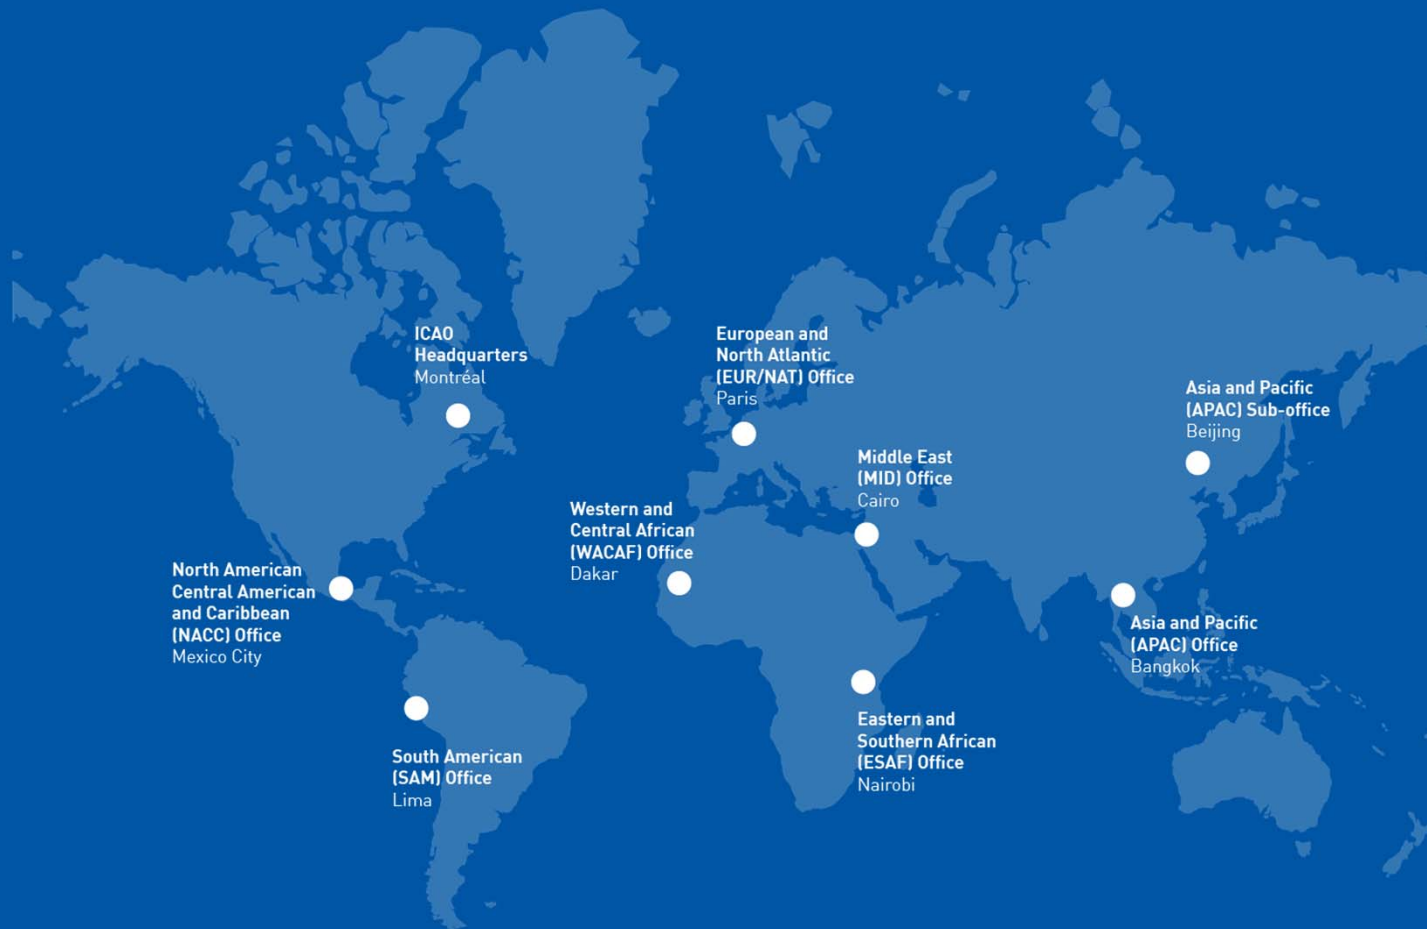 ICAO
Headquarters
Montréal
European and
North Atlantic
(EUR/NAT) Office
Paris
Asia and Pacific
(APAC) Sub-office
Beijing
Middle East
(MID) Office
Cairo
Western and
Central African
(WACAF) Office
Dakar
North American
Central American
and Caribbean
(NACC) Office
Mexico City
Asia and Pacific
(APAC) Office
Bangkok
Eastern and
Southern African
(ESAF) Office
Nairobi
South American
(SAM) Office
Lima